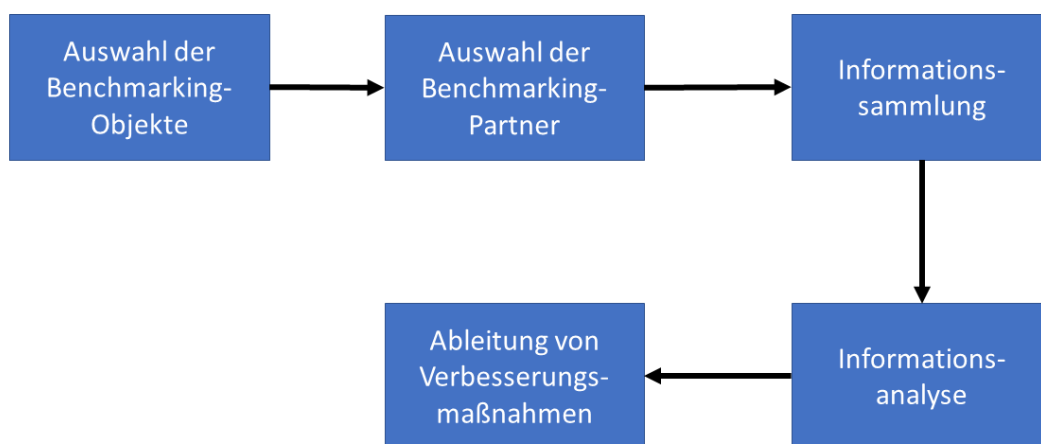 Auswahl der
Benchmarking-
Objekte
Auswahl der
Benchmarking-
Partner
Informations-
sammlung
Informations-
analyse
Ableitung von
Verbesserungs-
maßnahmen